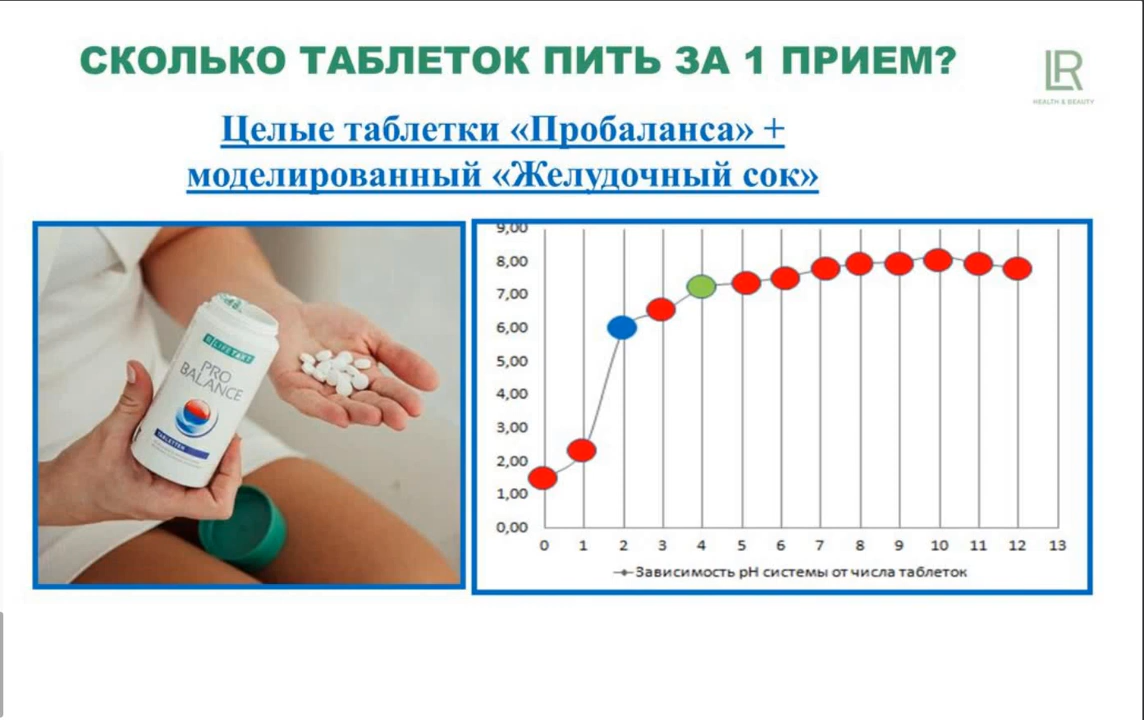 СКОЛЬКО ТАБЛЕТОК ПИТЬ ЗА 1 ПРИЕМ?
LR
HEALTH & BEAUTY
Целые таблетки «Пробаланса» +
моделированный «Желудочный сок»
LIFETAKT
PRO
BALANCE
TABLETTEN
9,00
8,00
7,00
6,00
5,00
4,00
3,00
2,00
1,00
0,00
0 1 2 3 4 5 6 7 8 9 10 11 12 13
Зависимость pH системы от числа таблеток